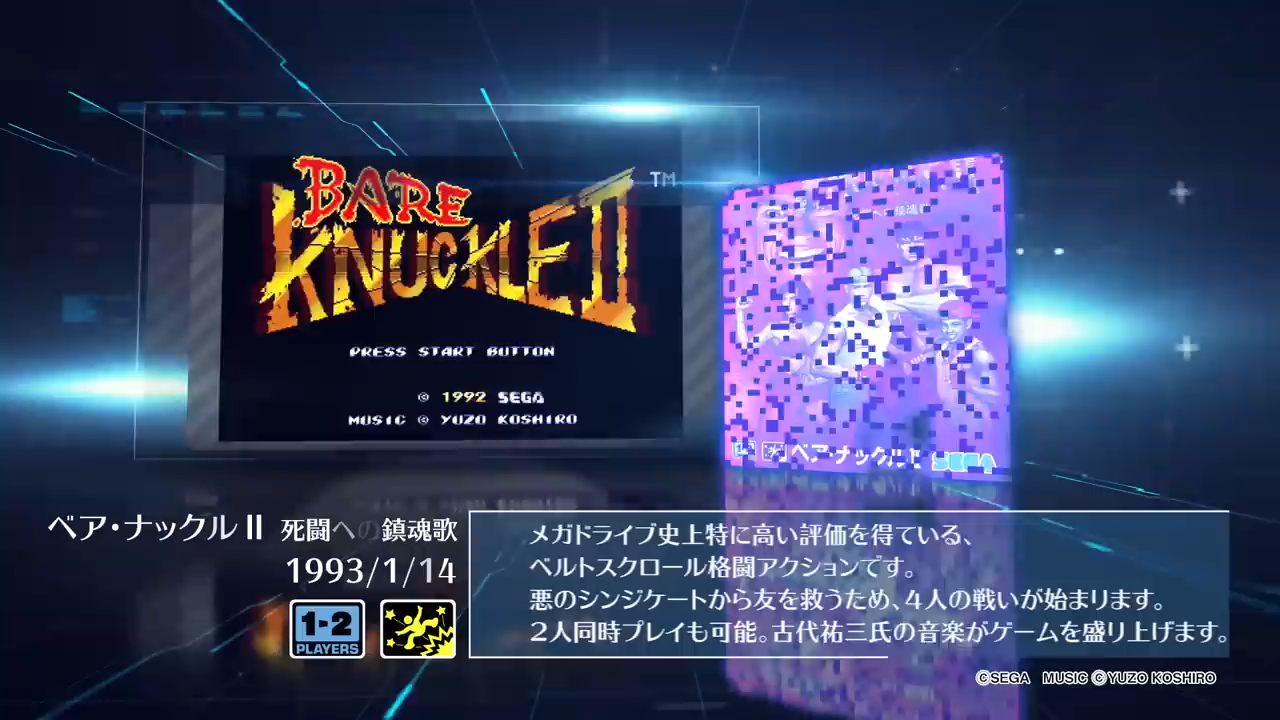 BARE
KNUCKLE II
TM
PRESS START BUTTON
© 1992 SEGA
MUSIC © YUZO KOSHIRO
ベア・ナックルⅡ
SEGA
ベア・ナックルⅡ 死闘への鎮魂歌
1993/1/14
1-2
PLAYERS
メガドライブ史上特に高い評価を得ている、
ベルトスクロール格闘アクションです。
悪のシンジケートから友を救うため、4人の戦いが始まります。
2人同時プレイも可能。古代祐三氏の音楽がゲームを盛り上げます。
©SEGA MUSIC ©YUZO KOSHIRO